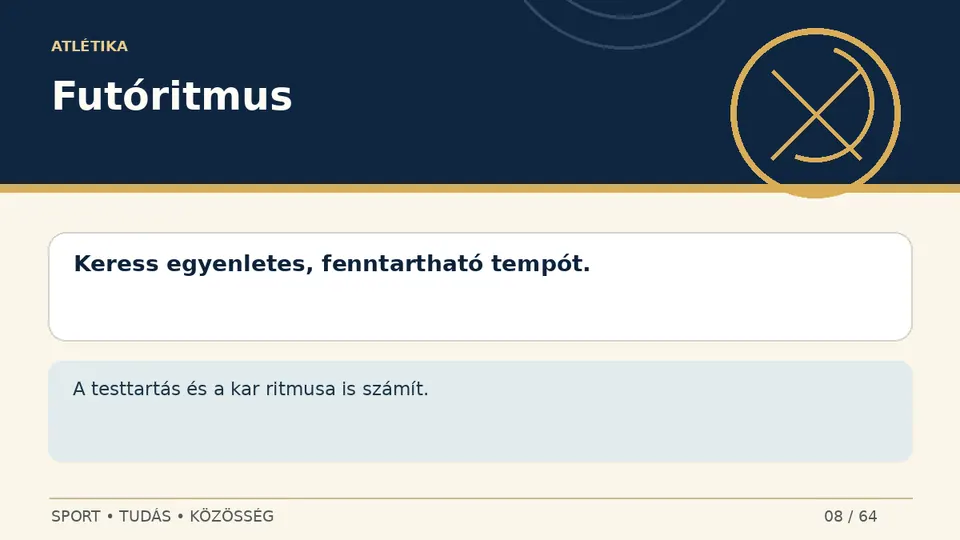 ATLÉTIKA
Futóritmus
Keress egyenletes, fenntartható tempót.
A testtartás és a kar ritmusa is számít.
SPORT • TUDÁS • KÖZÖSSÉG
08 / 64